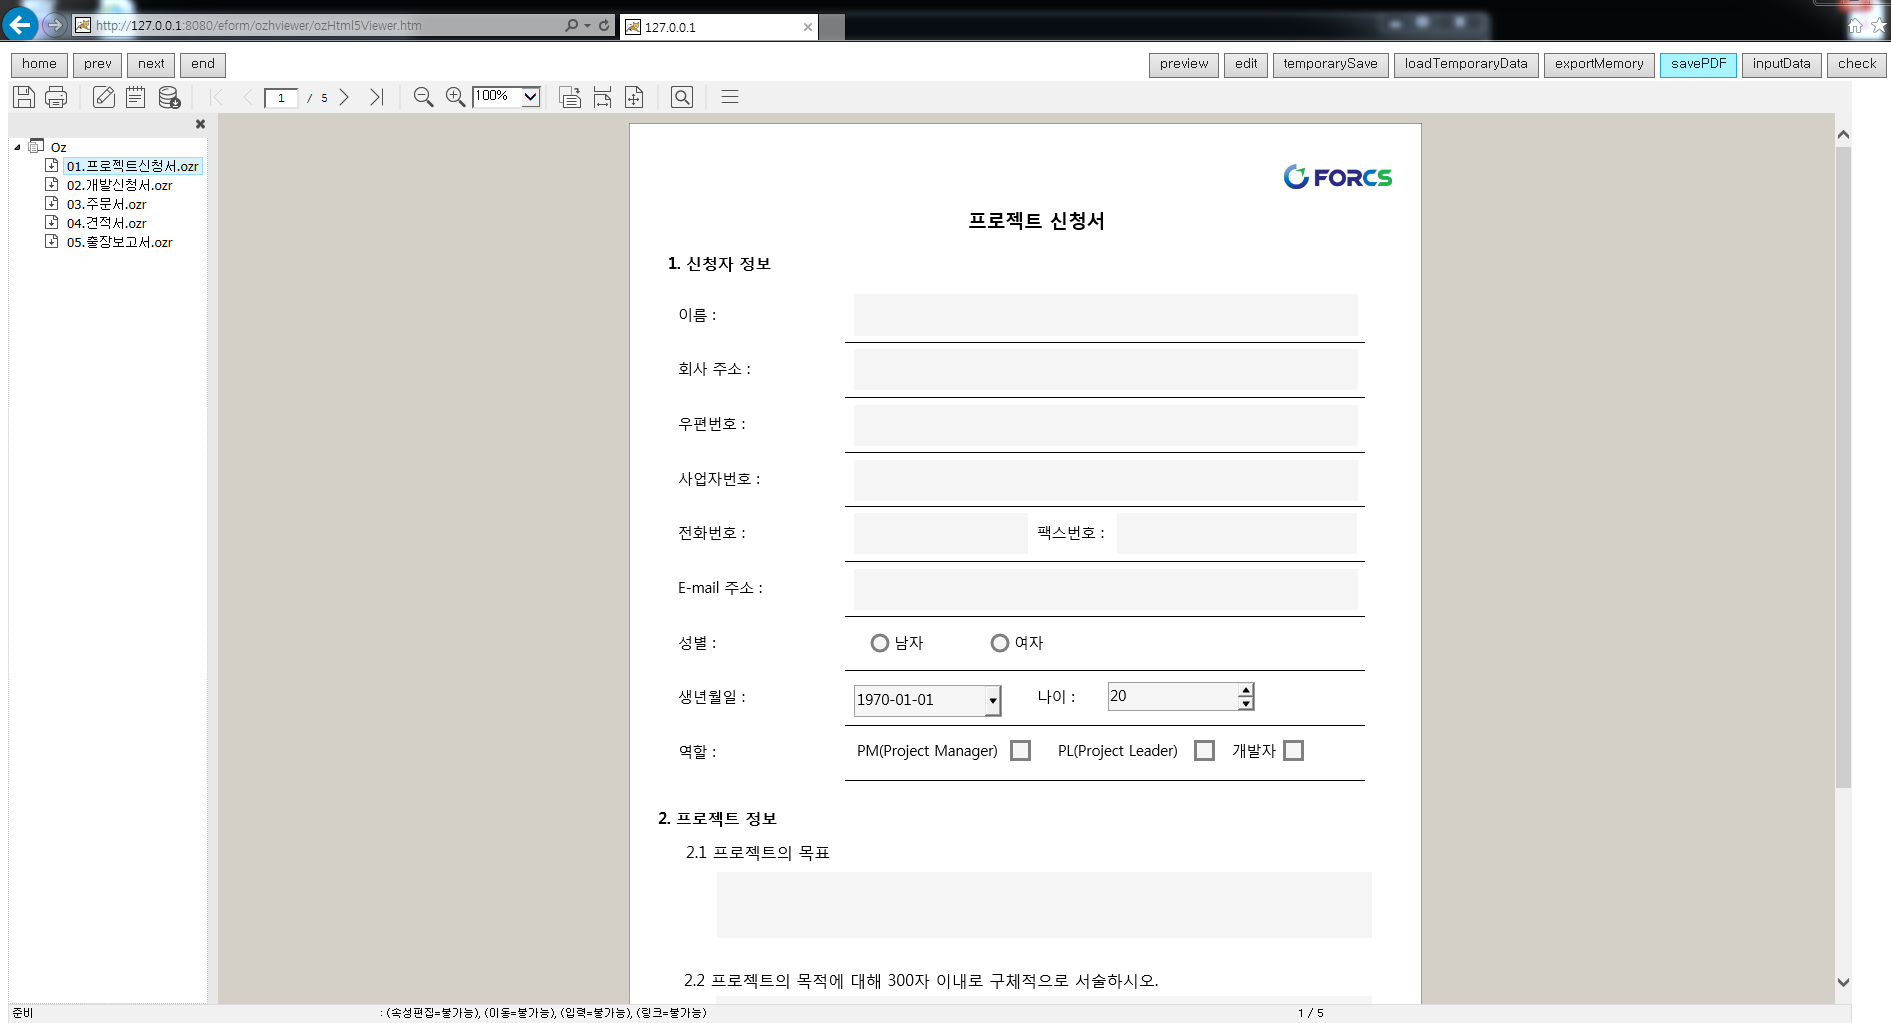 http://127.0.0.1:8080/eform/ozhviewer/ozHtml5Viewer.htm
127.0.0.1
home prev next end preview edit temporarySave loadTemporaryData exportMemory savePDF inputData check
1 / 5 100%
Oz
01.프로젝트신청서.ozr
02.개발신청서.ozr
03.주문서.ozr
04.견적서.ozr
05.출장보고서.ozr
FORCS
프로젝트 신청서
1. 신청자 정보
이름 :
회사 주소 :
우편번호 :
사업자번호 :
전화번호 : 팩스번호 :
E-mail 주소 :
성별 : 남자 여자
생년월일 : 1970-01-01 나이 : 20
역할 : PM(Project Manager) PL(Project Leader) 개발자
2. 프로젝트 정보
2.1 프로젝트의 목표
2.2 프로젝트의 목적에 대해 300자 이내로 구체적으로 서술하시오.
준비 : (속성편집=불가능), (이동=불가능), (입력=불가능), (링크=불가능) 1 / 5